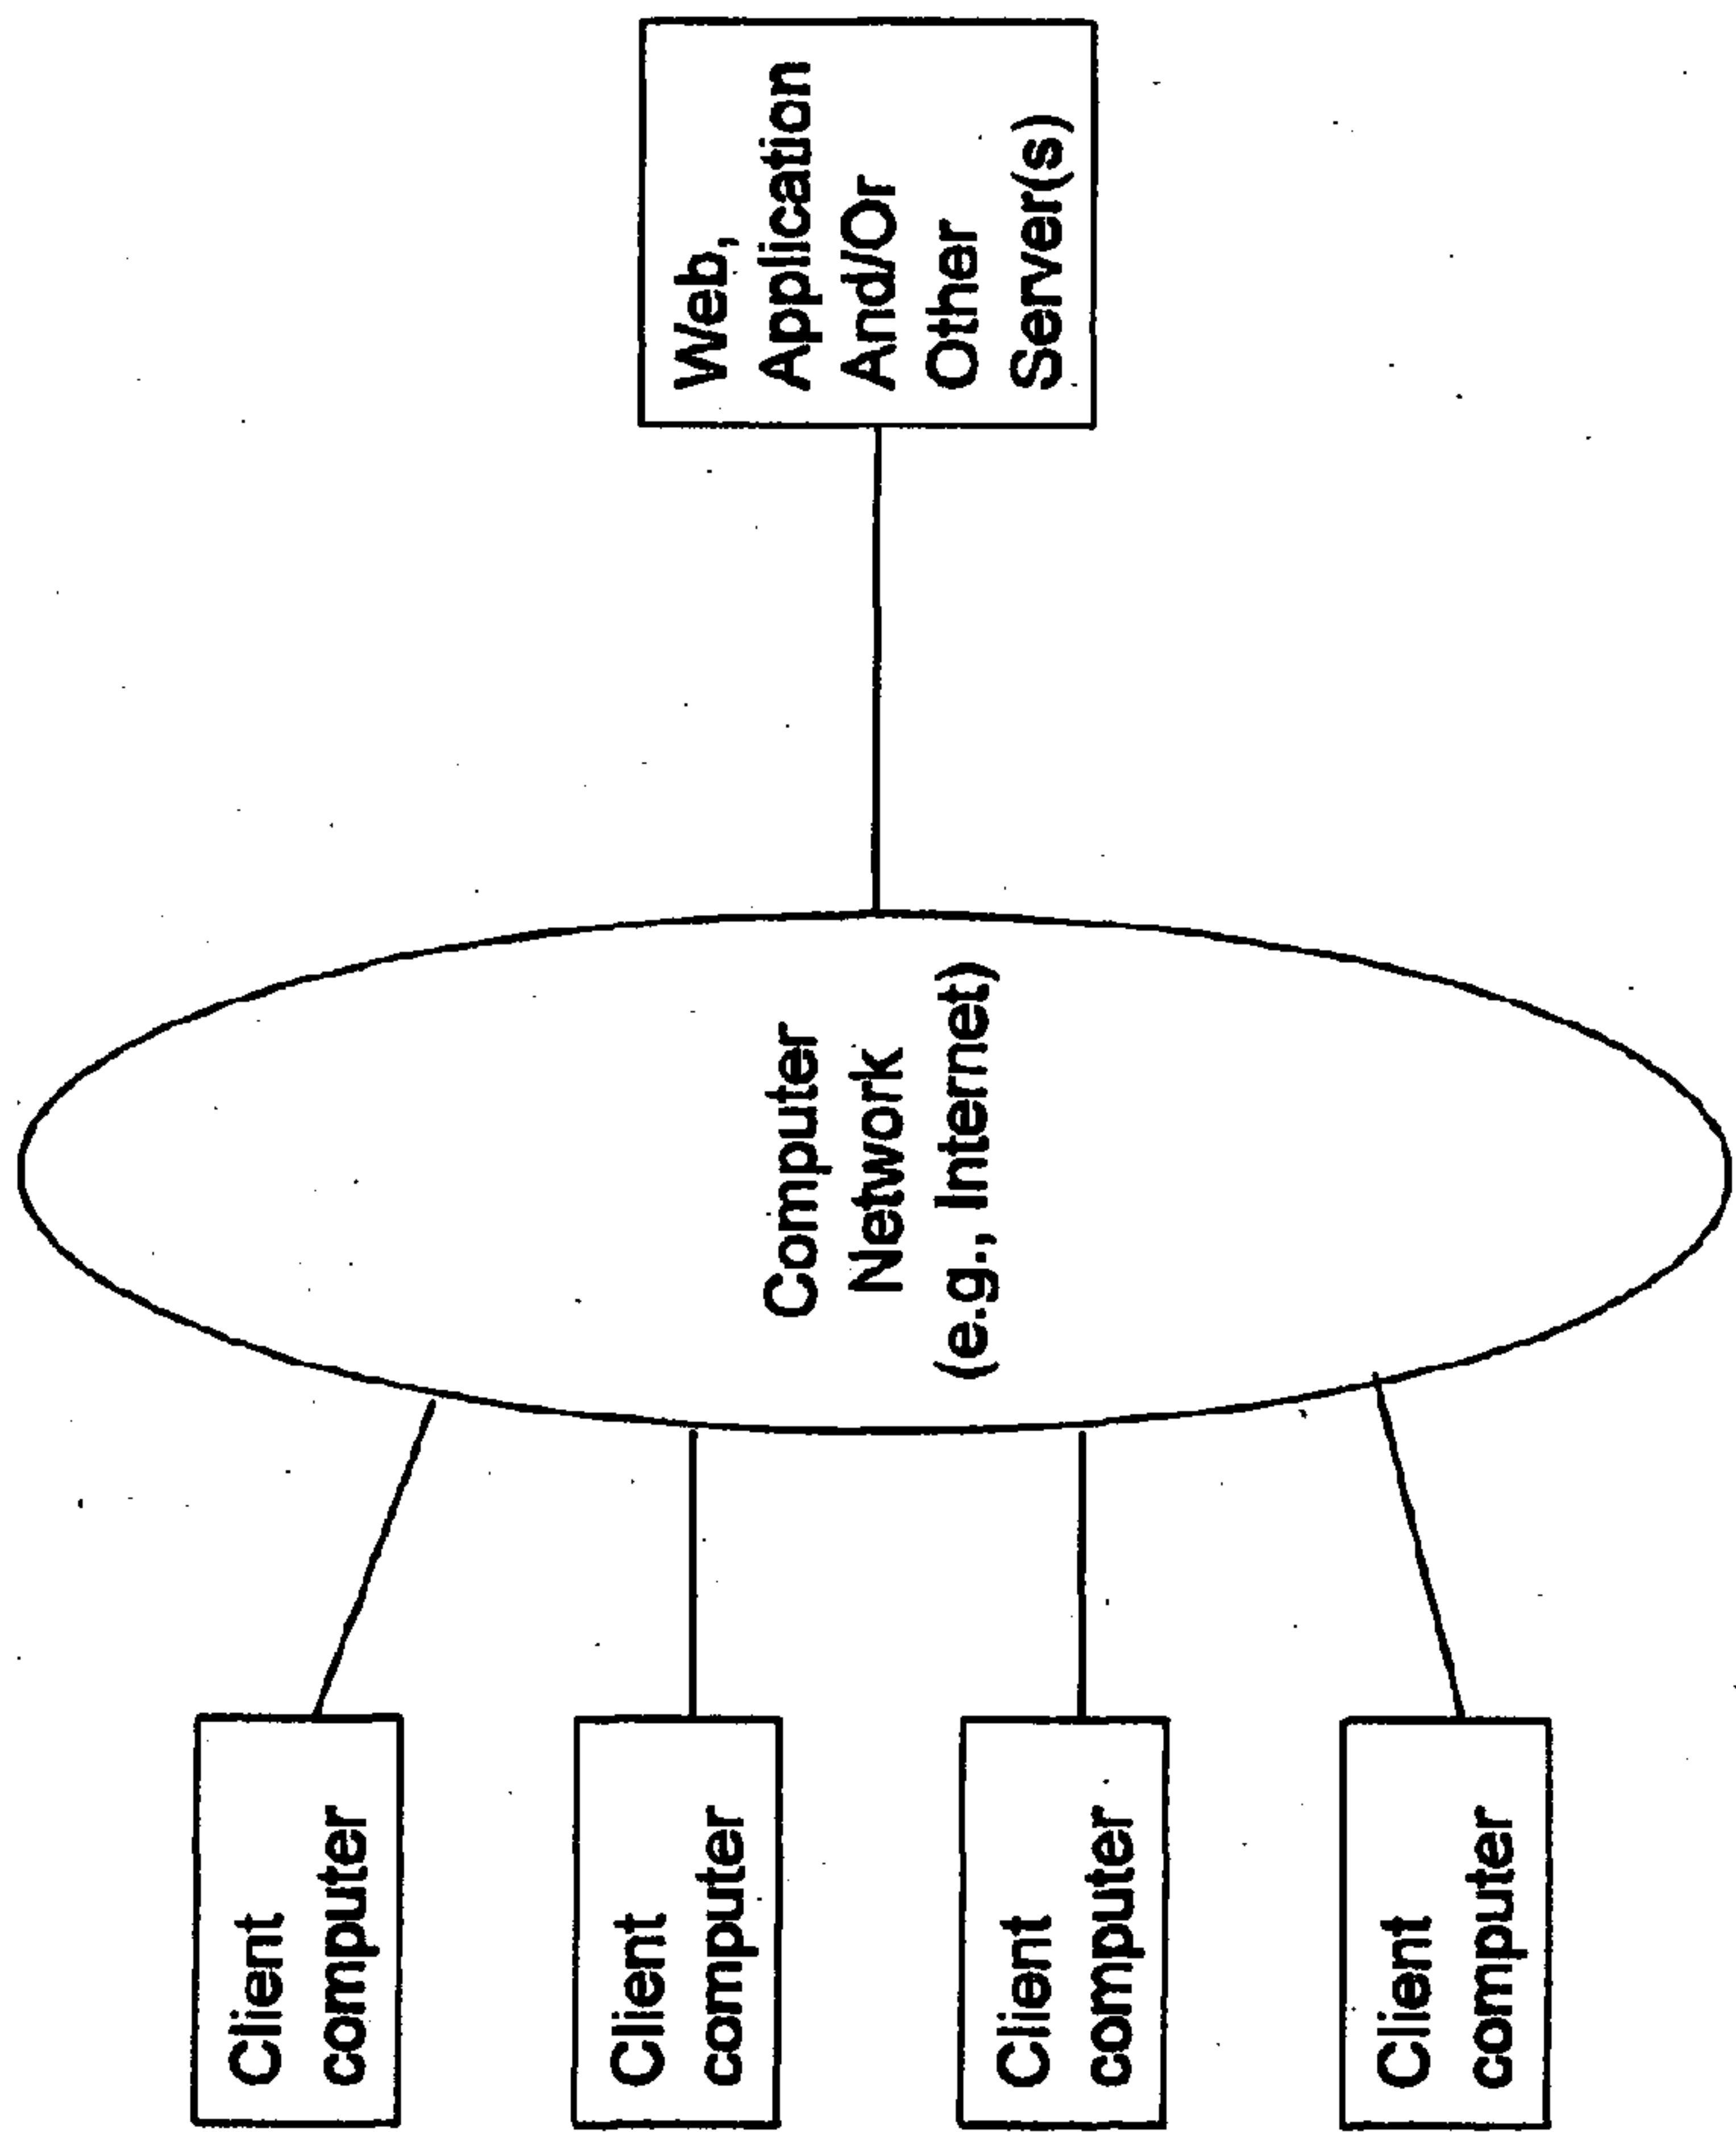 Client
computer
Client
computer
Client
computer
Client
computer
Computer
Network
(e.g., Internet)
Web,
Application
And/Or
Other
Server(s)